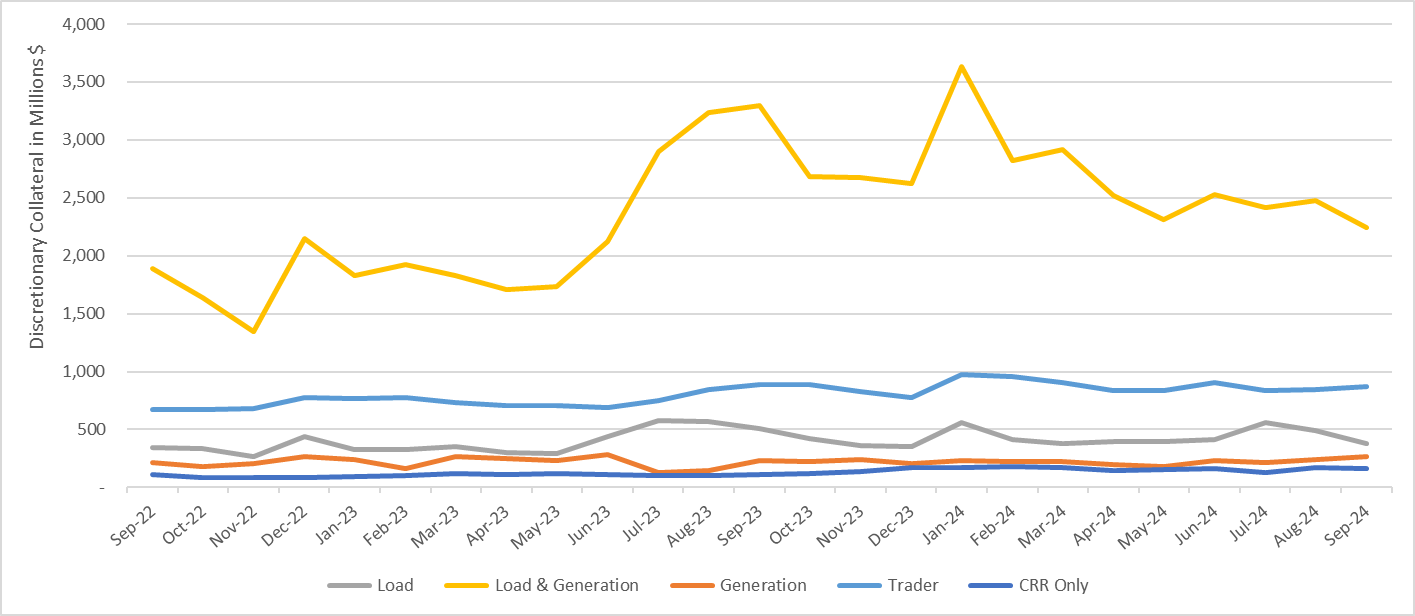 Discretionary Collateral in Millions $
4,000
3,500
3,000
2,500
2,000
1,500
1,000
500
-
Sep-22
Oct-22
Nov-22
Dec-22
Jan-23
Feb-23
Mar-23
Apr-23
May-23
Jun-23
Jul-23
Aug-23
Sep-23
Oct-23
Nov-23
Dec-23
Jan-24
Feb-24
Mar-24
Apr-24
May-24
Jun-24
Jul-24
Aug-24
Sep-24
Load Load & Generation Generation Trader CRR Only